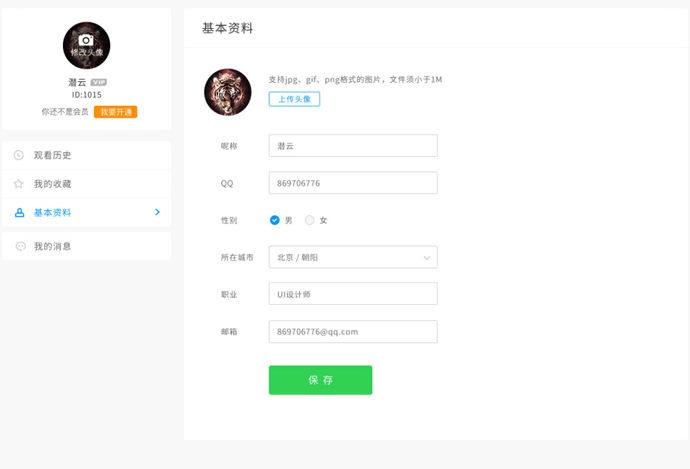 修改头像
潜云 VIP
ID:1015
你还不是会员 我要开通
观看历史
我的收藏
基本资料
我的消息
基本资料
支持jpg、gif、png格式的图片，文件须小于1M
上传头像
昵称 潜云
QQ 869706776
性别 男 女
所在城市 北京 / 朝阳
职业 UI设计师
邮箱 869706776@qq.com
保存